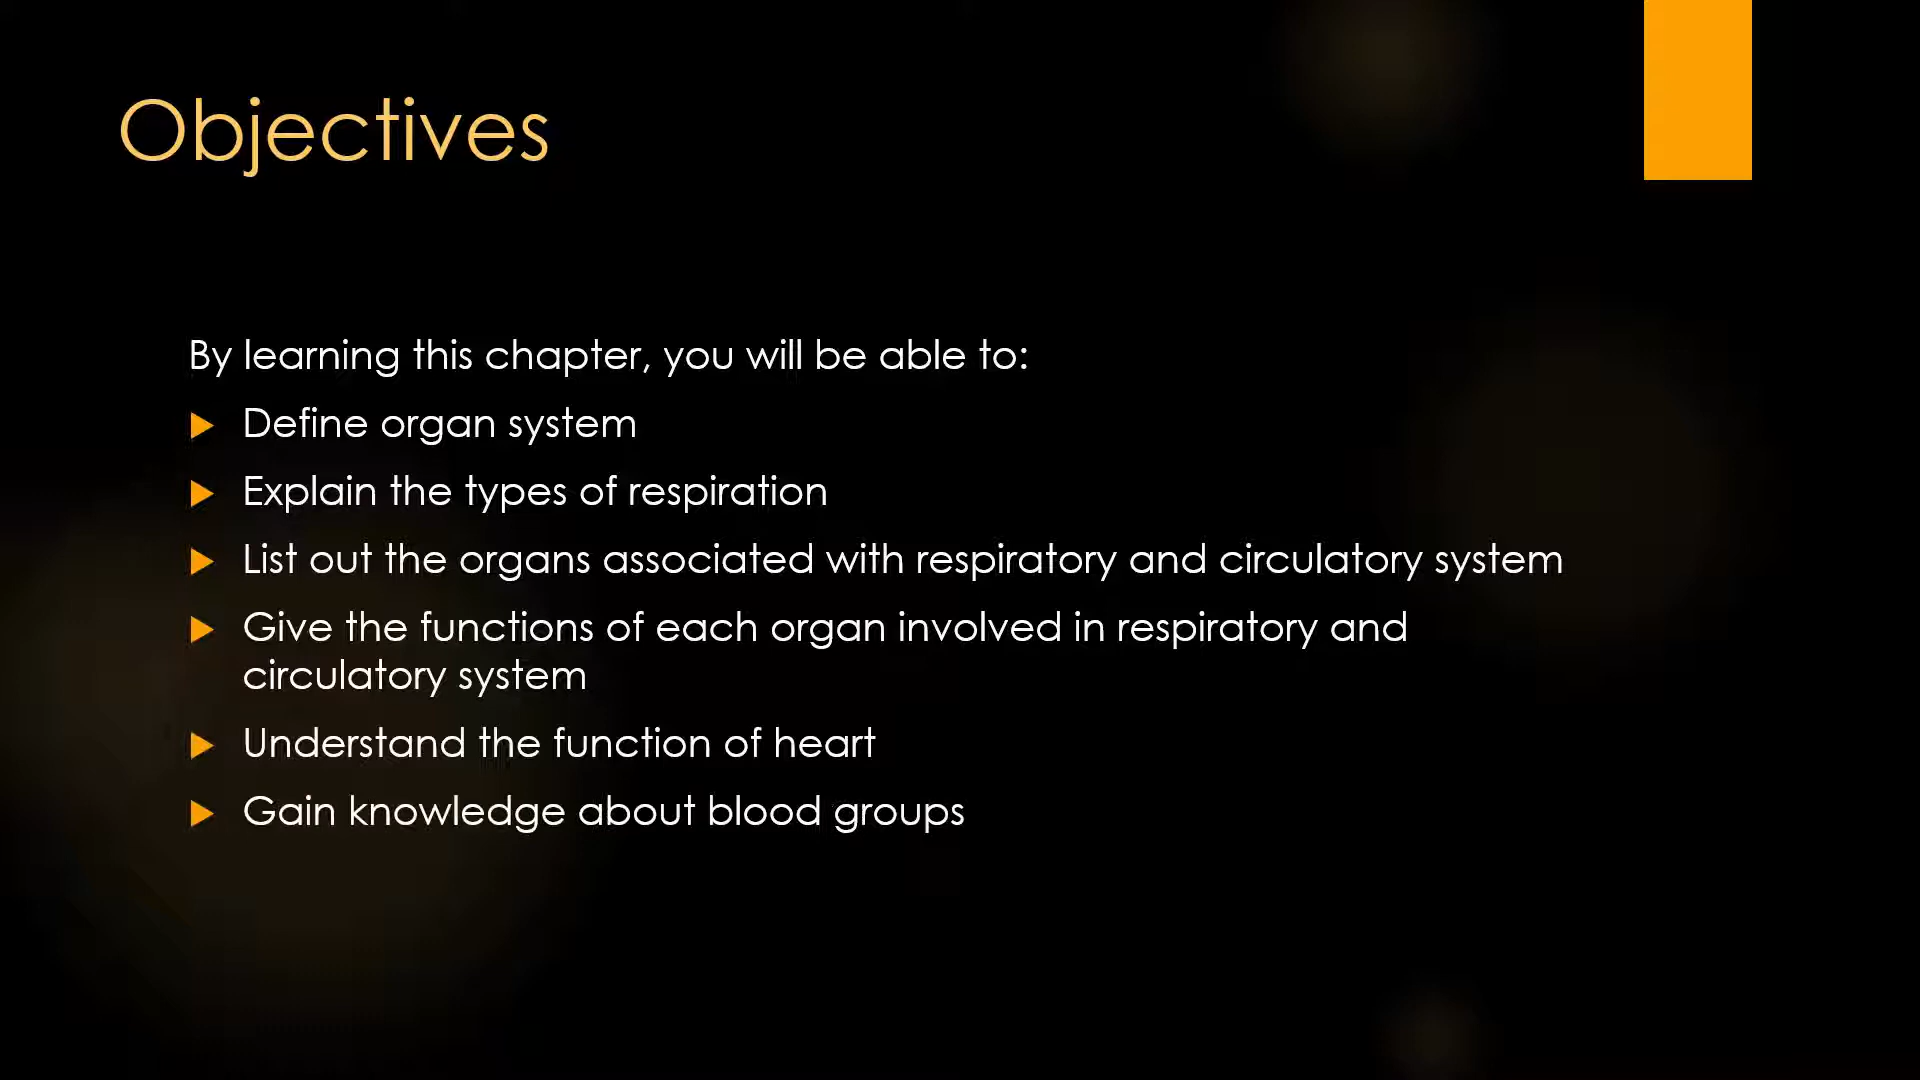 Objectives
By learning this chapter, you will be able to:
Define organ system
Explain the types of respiration
List out the organs associated with respiratory and circulatory system
Give the functions of each organ involved in respiratory and
circulatory system
Understand the function of heart
Gain knowledge about blood groups